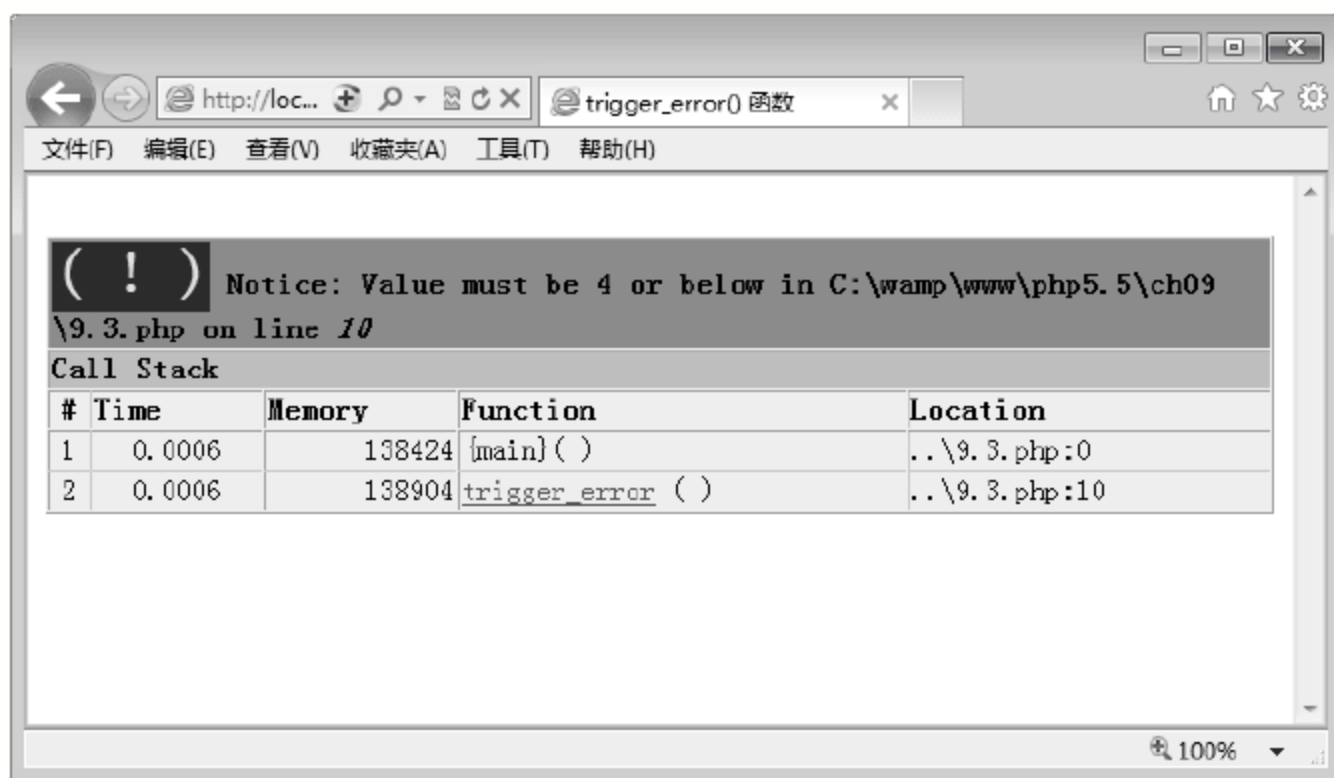 http://loc...
trigger_error() 函数
文件(F) 编辑(E) 查看(V) 收藏夹(A) 工具(T) 帮助(H)
( ! ) Notice: Value must be 4 or below in C:\wamp\www\php5.5\ch09
\9.3.php on line 10
Call Stack
# Time Memory Function Location
1 0.0006 138424 {main}( ) ..\9.3.php:0
2 0.0006 138904 trigger_error ( ) ..\9.3.php:10
100%